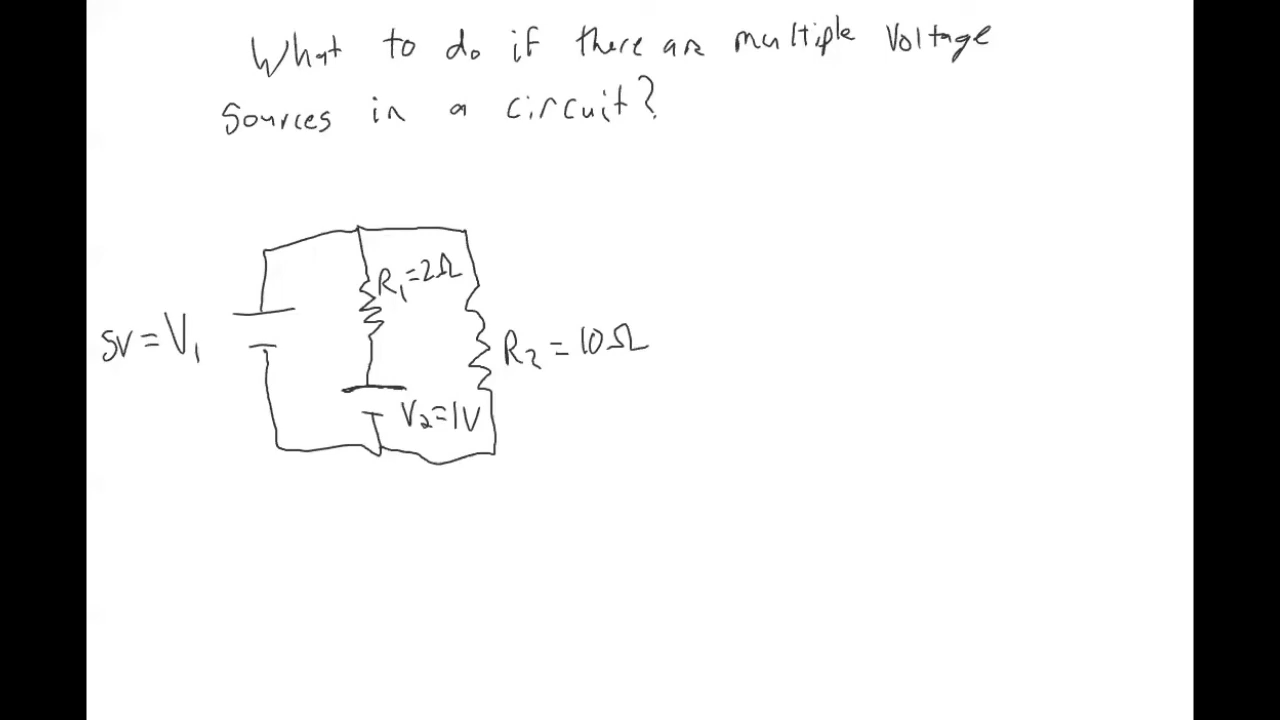 What to do if there are multiple Voltage
Sources in a circuit?
R₁=2Ω
5V=V₁
R₂=10Ω
V₂=1V